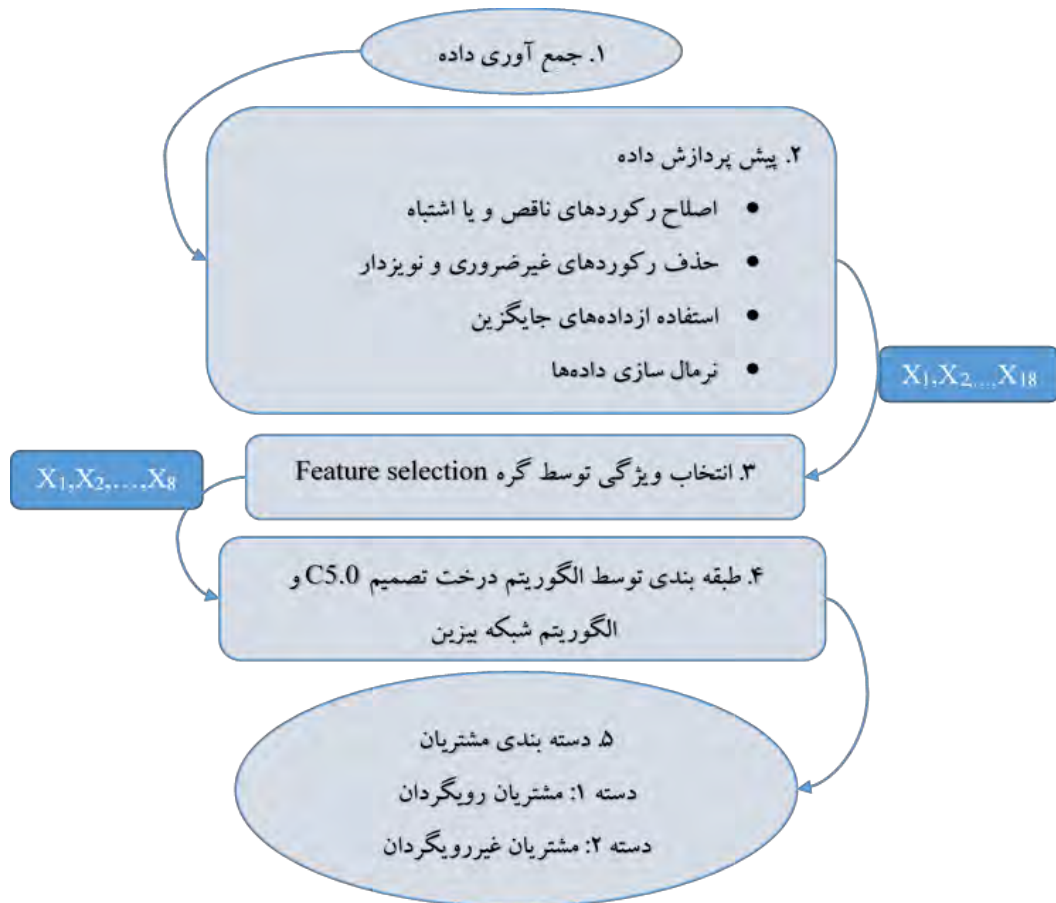 ۱. جمع آوری داده
۲. پیش پردازش داده
• اصلاح رکوردهای ناقص و یا اشتباه
• حذف رکوردهای غیرضروری و نویزدار
• استفاده ازداده‌های جایگزین
• نرمال سازی داده‌ها
X1,X2,...,X18
۳. انتخاب ویژگی توسط گره Feature selection
X1,X2,...,X8
۴. طبقه بندی توسط الگوریتم درخت تصمیم C5.0 و
الگوریتم شبکه بیزین
۵. دسته بندی مشتریان
دسته ۱: مشتریان رویگردان
دسته ۲: مشتریان غیررویگردان